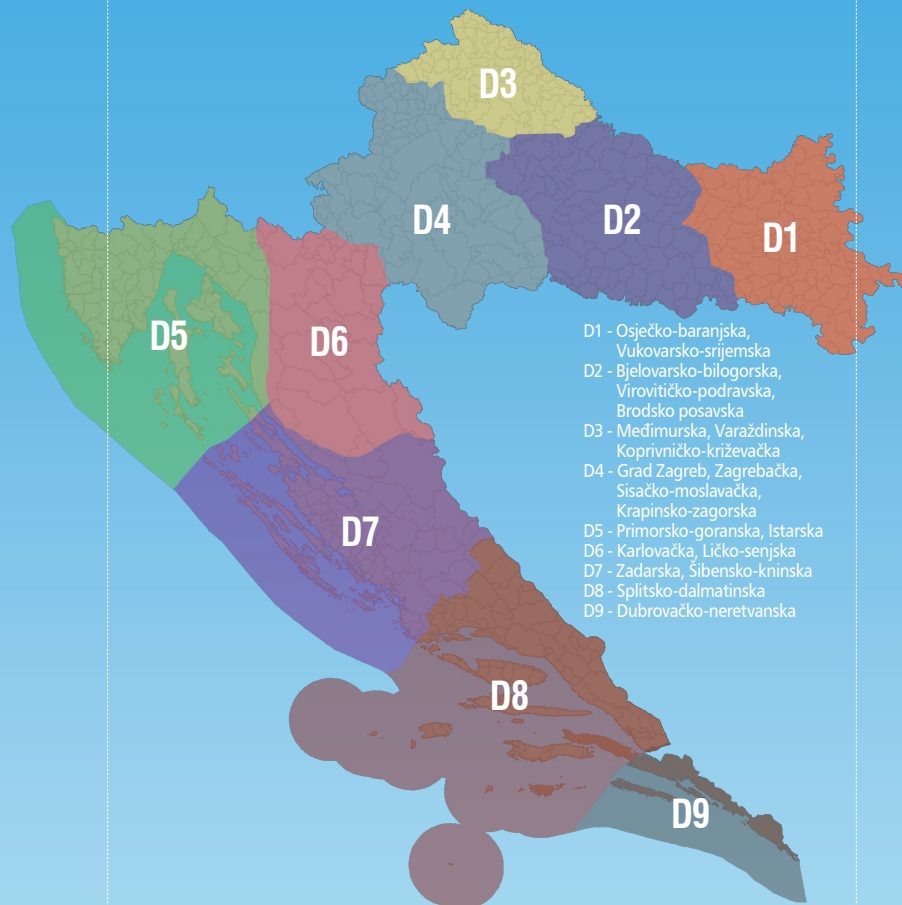 D3
D4
D2
D1
D5
D6
D1 - Osječko-baranjska,
Vukovarsko-srijemska
D2 - Bjelovarsko-bilogorska,
Virovitičko-podravska,
Brodsko posavska
D3 - Međimurska, Varaždinska,
Koprivničko-križevačka
D4 - Grad Zagreb, Zagrebačka,
Sisačko-moslavačka,
Krapinsko-zagorska
D5 - Primorsko-goranska, Istarska
D6 - Karlovačka, Ličko-senjska
D7 - Zadarska, Šibensko-kninska
D8 - Splitsko-dalmatinska
D9 - Dubrovačko-neretvanska
D7
D8
D9